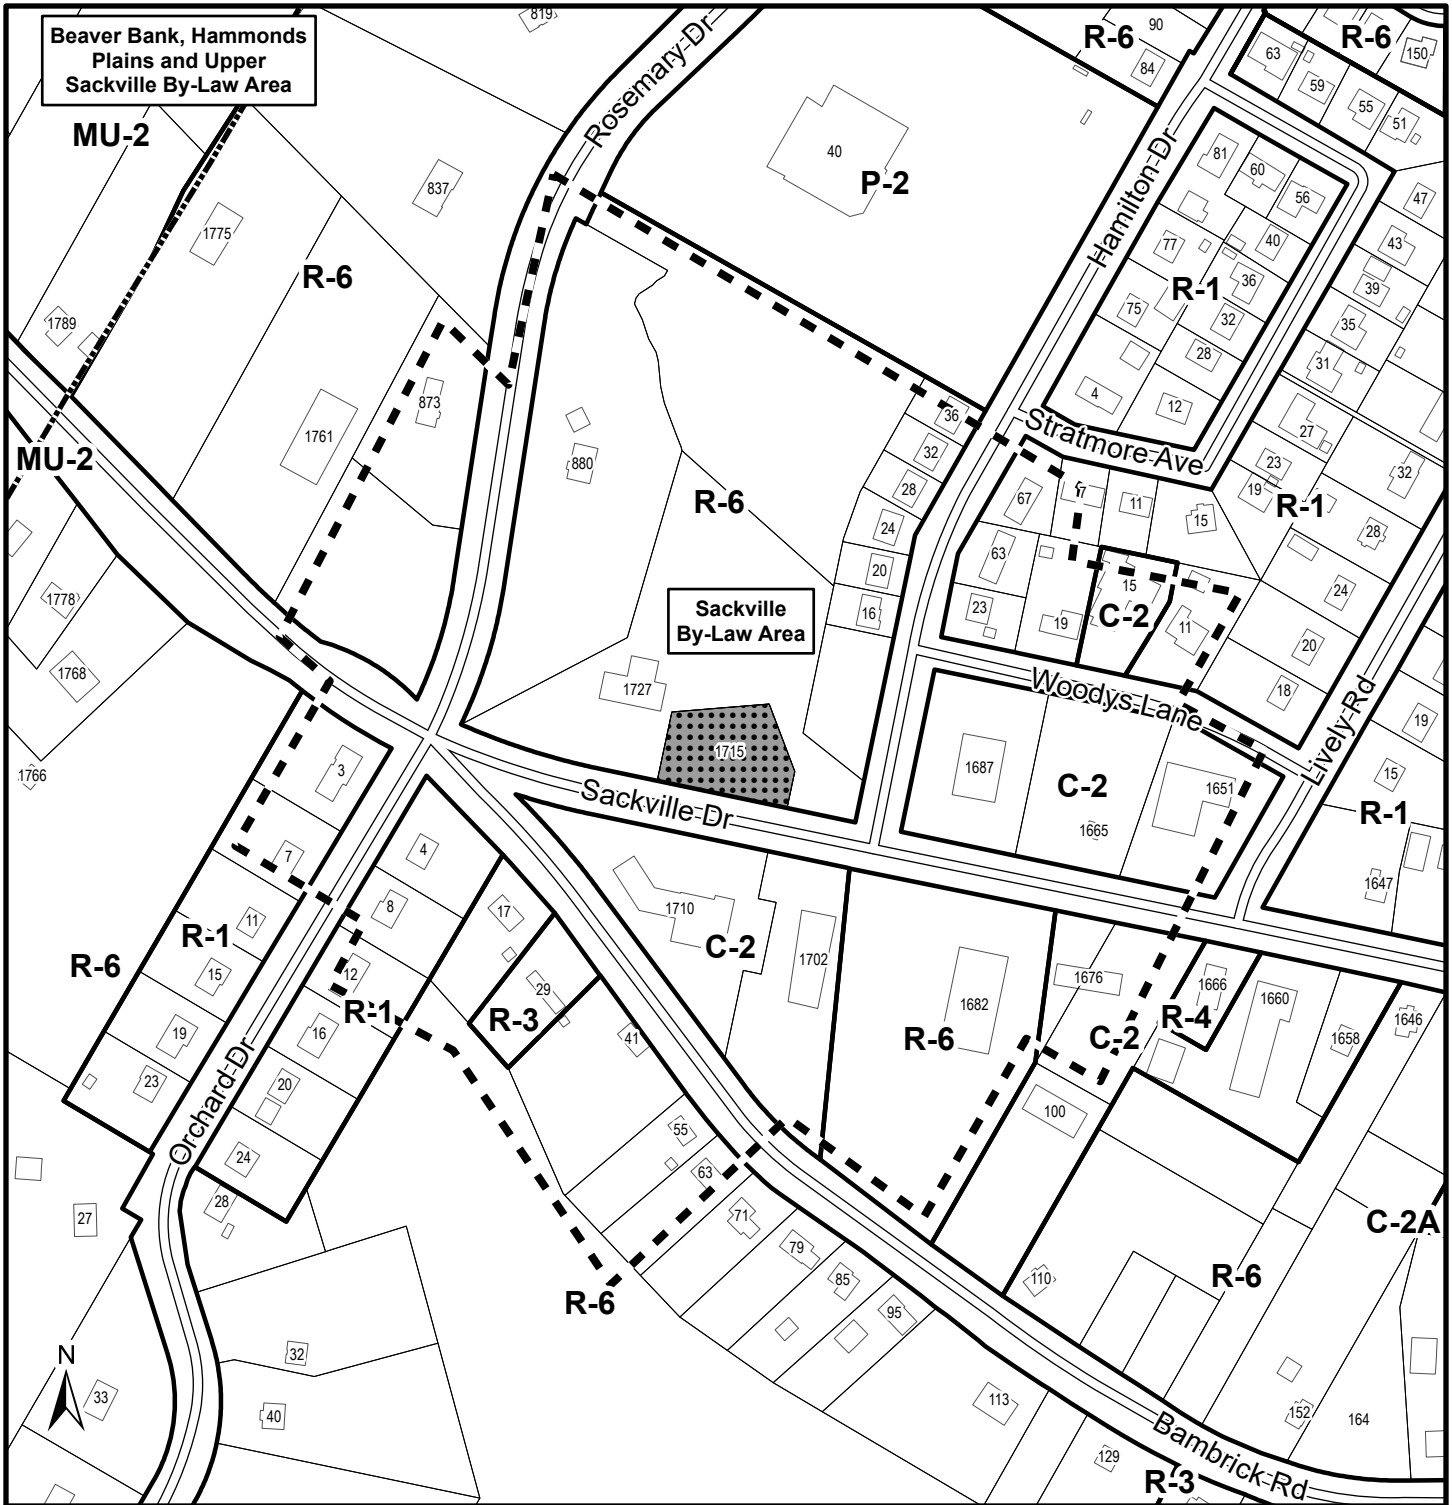 819
Beaver Bank, Hammonds
Plains and Upper
Sackville By-Law Area
MU-2
Rosemary Dr
90
R-6
84
63
R-6
150
59
55
51
40
P-2
Hamilton Dr
81
60
56
47
837
1775
77
40
43
R-6
R-1
36
39
1789
75
32
35
28
31
873
4
12
36
Stratmore Ave
27
1761
MU-2
880
32
23
32
R-6
28
67
17
11
19
R-1
15
24
28
63
20
15
24
1778
Sackville
By-Law Area
16
23
19
C-2
11
20
1768
1727
Woodys Lane
18
Lively Rd
19
1715
1766
3
1687
C-2
1651
15
Sackville Dr
1665
R-1
7
4
1647
11
8
17
1710
R-1
C-2
1702
R-6
15
12
29
1676
1666
1660
R-1
R-3
1682
R-4
1646
19
16
41
R-6
C-2
1658
23
20
Orchard Dr
100
55
24
63
28
71
27
C-2A
79
85
110
R-6
R-6
95
32
N
33
40
113
152
164
Bambrick Rd
129
R-3